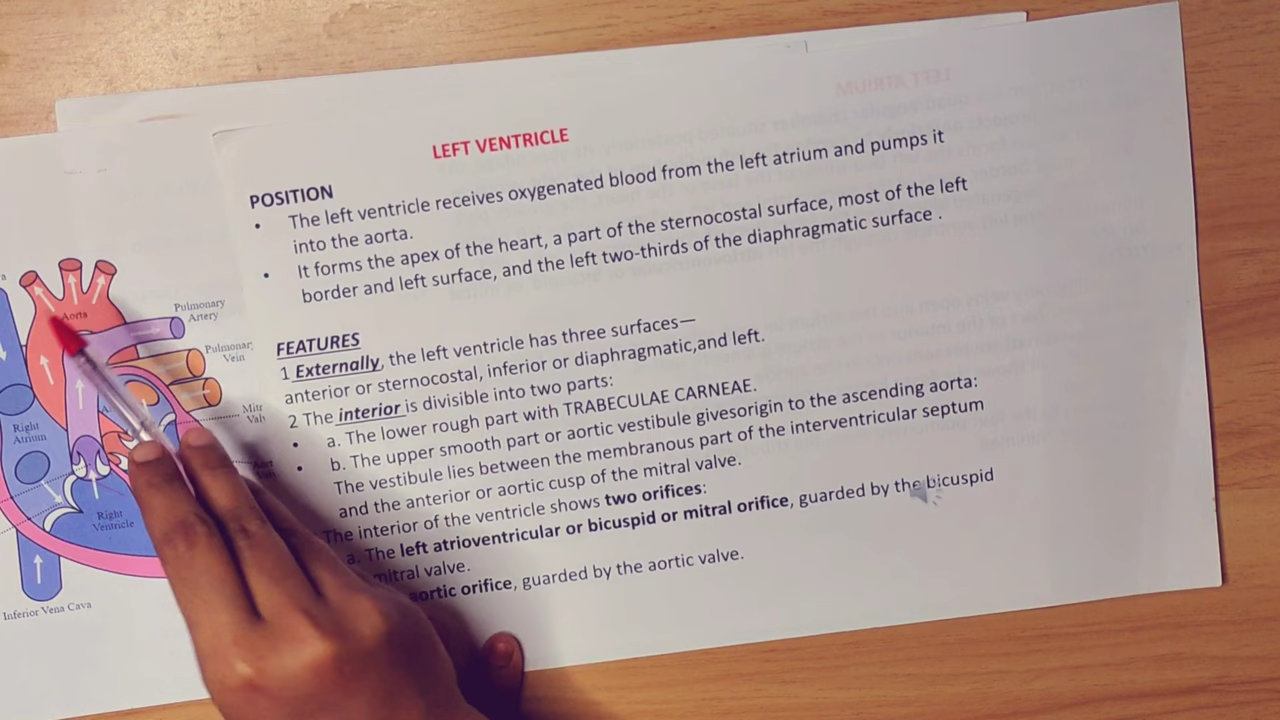 LEFT VENTRICLE
POSITION
• The left ventricle receives oxygenated blood from the left atrium and pumps it
into the aorta.
• It forms the apex of the heart, a part of the sternocostal surface, most of the left
border and left surface, and the left two-thirds of the diaphragmatic surface .
FEATURES
1 Externally, the left ventricle has three surfaces—
anterior or sternocostal, inferior or diaphragmatic,and left.
2 The interior is divisible into two parts:
• a. The lower rough part with TRABECULAE CARNEAE.
• b. The upper smooth part or aortic vestibule givesorigin to the ascending aorta:
The vestibule lies between the membranous part of the interventricular septum
and the anterior or aortic cusp of the mitral valve.
The interior of the ventricle shows two orifices:
a. The left atrioventricular or bicuspid or mitral orifice, guarded by the bicuspid
mitral valve.
aortic orifice, guarded by the aortic valve.
Aorta
Pulmonary
Artery
Pulmonar
Vein
Mitr
Right
Atrium
Right
Ventricle
Inferior Vena Cava
LEFT ATRIUM